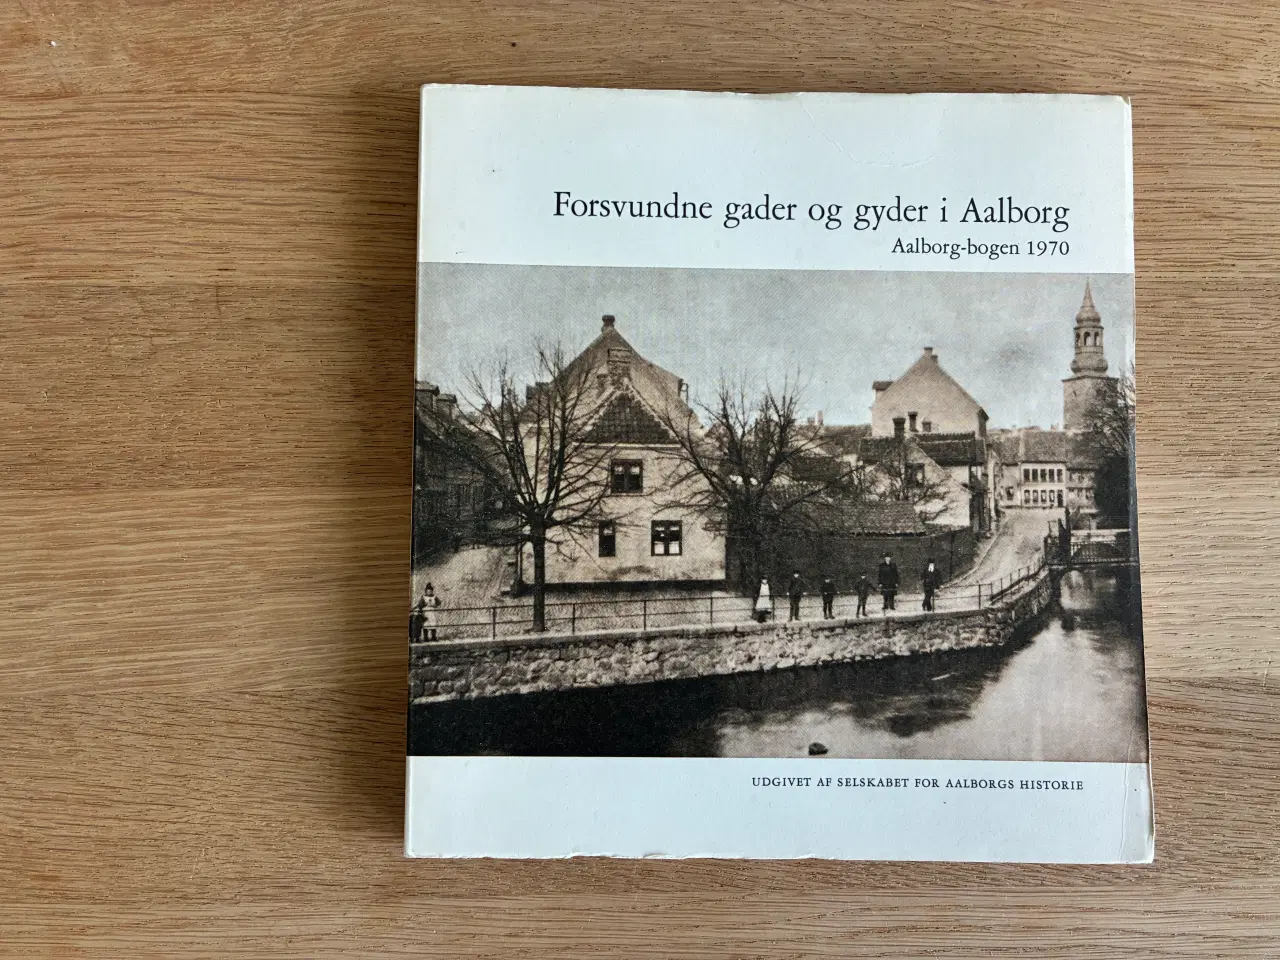 Forsvundne gader og gyder i Aalborg
Aalborg-bogen 1970
UDGIVET AF SELSKABET FOR AALBORGS HISTORIE